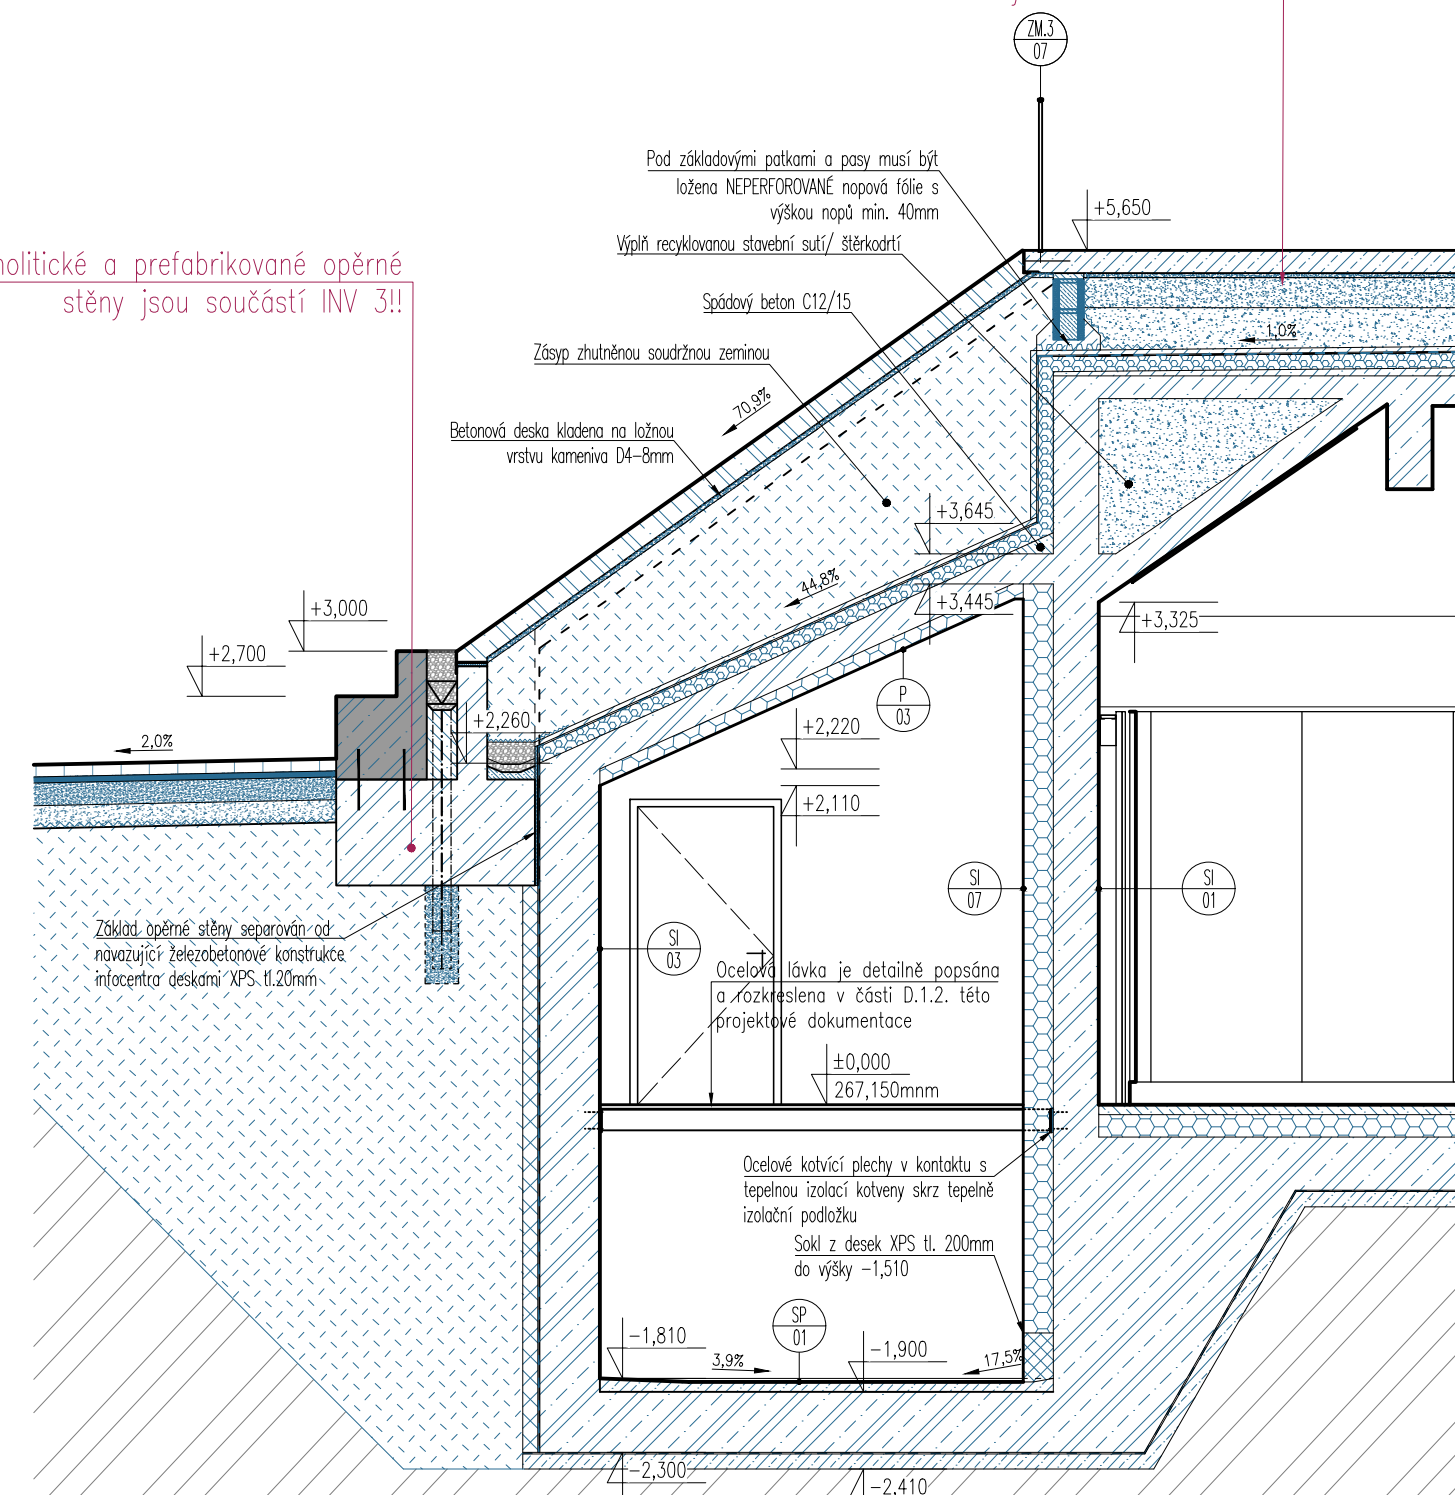 ZM.3
07
Pod základovými patkami a pasy musí být
ložena NEPERFOROVANÉ nopová fólie s
výškou nopů min. 40mm
+5,650
Výplň recyklovanou stavební sutí/ štěrkodrtí
stěny jsou součástí INV 3!!
a prefabrikované opěrné
Spádový beton C12/15
1,0%
Zásyp zhutněnou soudržnou zeminou
70,9%
Betonová deska kladena na ložnou
vrstvu kameniva D4-8mm
+3,645
44,8%
+3,445
+3,000
+3,325
+2,700
P
03
+2,260
+2,220
2,0%
+2,110
SI
07
SI
01
Základ opěrné stěny separován od
navazující železobetonové konstrukce
infocentra deskami XPS tl.20mm
SI
03
Ocelová lávka je detailně popsána
a rozkreslena v části D.1.2. této
projektové dokumentace
±0,000
267,150mnm
Ocelové kotvící plechy v kontaktu s
tepelnou izolací kotveny skrz tepelně
izolační podložku
Sokl z desek XPS tl. 200mm
do výšky -1,510
SP
01
-1,810
3,9%
-1,900
17,5%
-2,300
-2,410